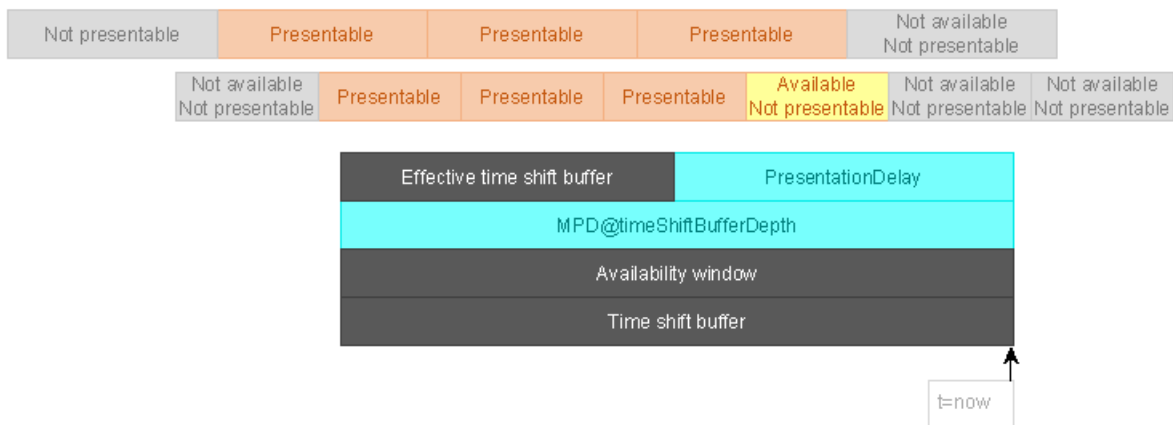 Not presentable
Presentable
Presentable
Presentable
Not available
Not presentable
Not available
Not presentable
Presentable
Presentable
Presentable
Available
Not presentable
Not available
Not presentable
Not available
Not presentable
Effective time shift buffer
PresentationDelay
MPD@timeShiftBufferDepth
Availability window
Time shift buffer
t=now